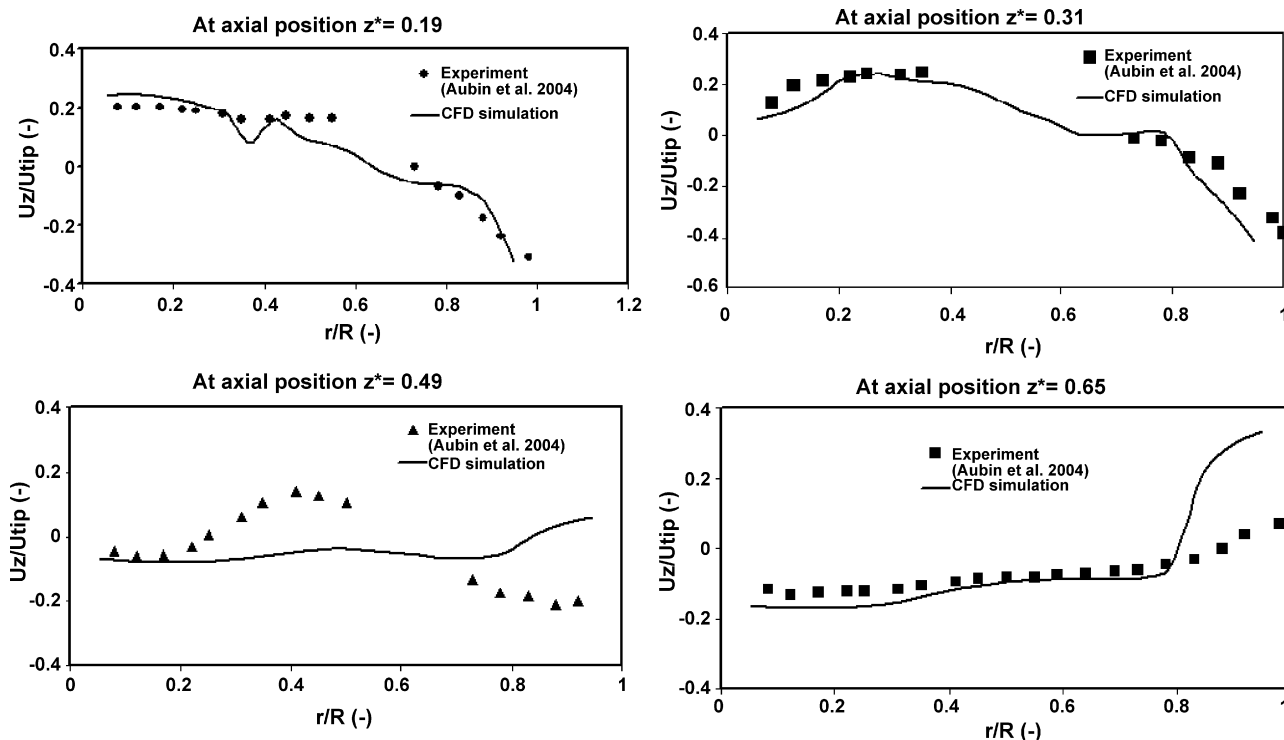 At axial position z*= 0.19
0.4
0.2
0
-0.2
-0.4
Uz/Utip (-)
Experiment
(Aubin et al. 2004)
CFD simulation
0
0.2
0.4
0.6
0.8
1
1.2
r/R (-)
At axial position z*= 0.31
0.4
0.2
0
-0.2
-0.4
-0.6
Uz/Utip (-)
Experiment
(Aubin et al. 2004)
CFD simulation
0
0.2
0.4
0.6
0.8
1
r/R (-)
At axial position z*= 0.49
0.4
0.2
0
-0.2
-0.4
Uz/Utip (-)
Experiment
(Aubin et al. 2004)
CFD simulation
0
0.2
0.4
0.6
0.8
1
r/R (-)
At axial position z*= 0.65
0.4
0.2
0
-0.2
-0.4
Uz/Utip (-)
Experiment
(Aubin et al. 2004)
CFD simulation
0
0.2
0.4
0.6
0.8
1
r/R (-)